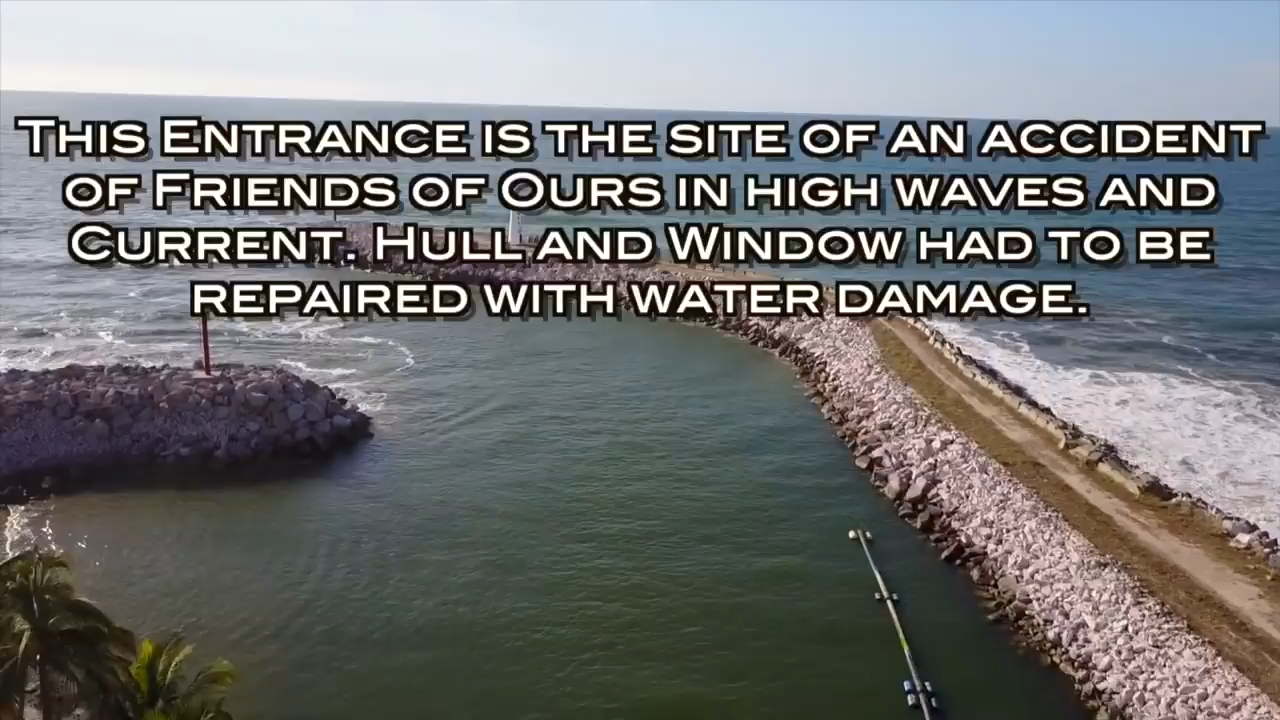 This Entrance is the site of an accident
of Friends of Ours in high waves and
Current. Hull and Window had to be
repaired with water damage.